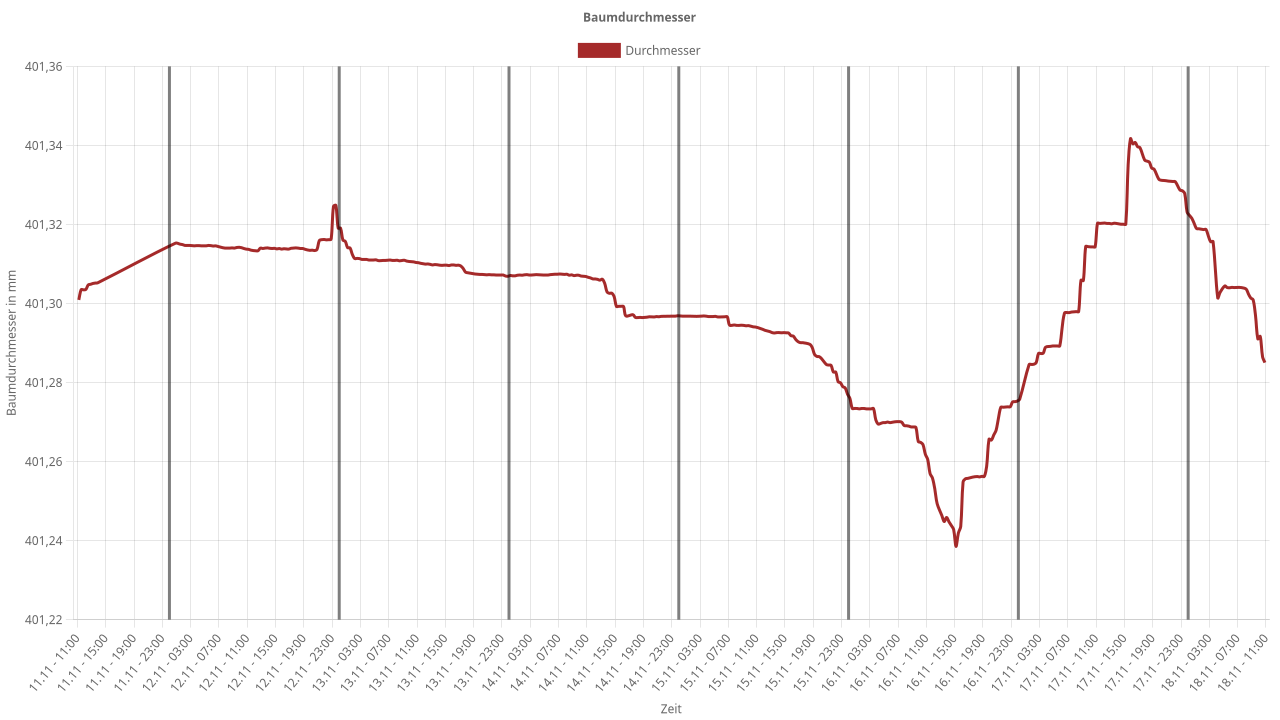 Baumdurchmesser
Durchmesser
401,36
401,34
401,32
401,30
401,28
401,26
401,24
401,22
Baumdurchmesser in mm
11.11 - 11:00
11.11 - 15:00
11.11 - 19:00
11.11 - 23:00
12.11 - 03:00
12.11 - 07:00
12.11 - 11:00
12.11 - 15:00
12.11 - 19:00
12.11 - 23:00
13.11 - 03:00
13.11 - 07:00
13.11 - 11:00
13.11 - 15:00
13.11 - 19:00
13.11 - 23:00
14.11 - 03:00
14.11 - 07:00
14.11 - 11:00
14.11 - 15:00
14.11 - 19:00
14.11 - 23:00
15.11 - 03:00
15.11 - 07:00
15.11 - 11:00
15.11 - 15:00
15.11 - 19:00
15.11 - 23:00
16.11 - 03:00
16.11 - 07:00
16.11 - 11:00
16.11 - 15:00
16.11 - 19:00
16.11 - 23:00
17.11 - 03:00
17.11 - 07:00
17.11 - 11:00
17.11 - 15:00
17.11 - 19:00
17.11 - 23:00
18.11 - 03:00
18.11 - 07:00
18.11 - 11:00
Zeit